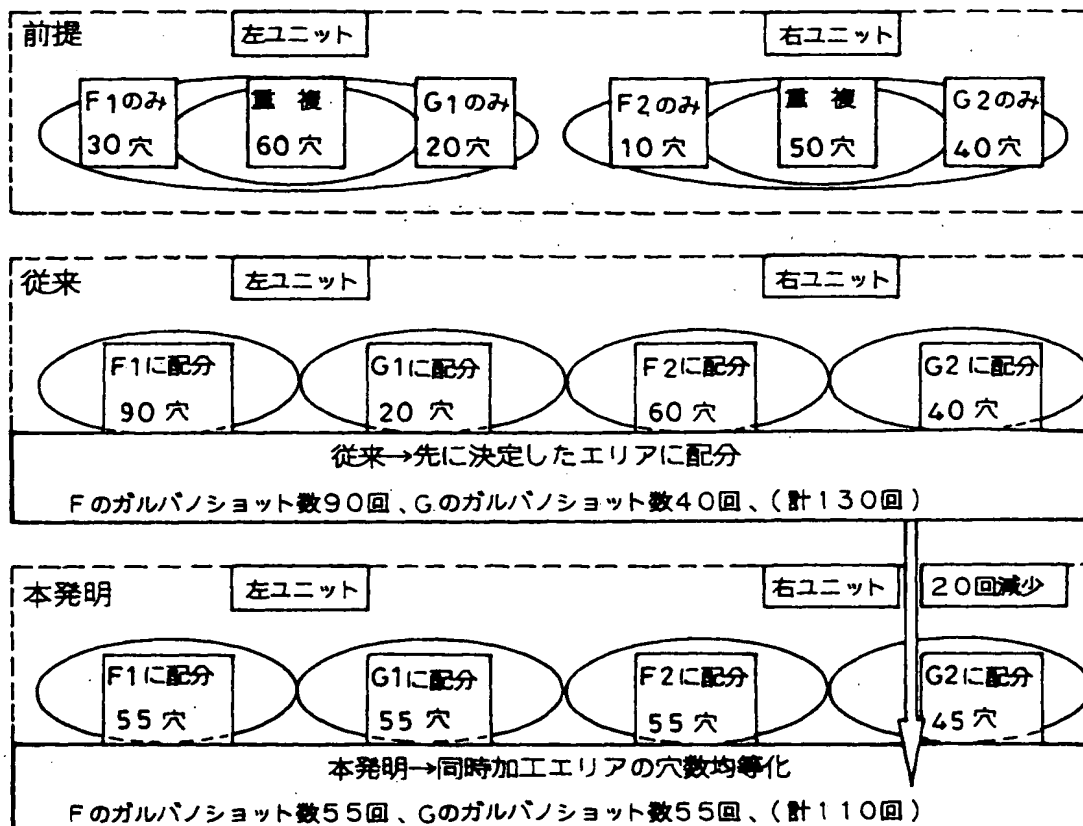 前提
左ユニット
右ユニット
F1のみ
30穴
重複
60穴
G1のみ
20穴
F2のみ
10穴
重複
50穴
G2のみ
40穴
従来
左ユニット
右ユニット
F1に配分
90穴
G1に配分
20穴
F2に配分
60穴
G2に配分
40穴
従来→先に決定したエリアに配分
Fのガルバノショット数90回、Gのガルバノショット数40回、(計130回)
本発明
左ユニット
右ユニット
20回減少
F1に配分
55穴
G1に配分
55穴
F2に配分
55穴
G2に配分
45穴
本発明→同時加工エリアの穴数均等化
Fのガルバノショット数55回、Gのガルバノショット数55回、(計110回)